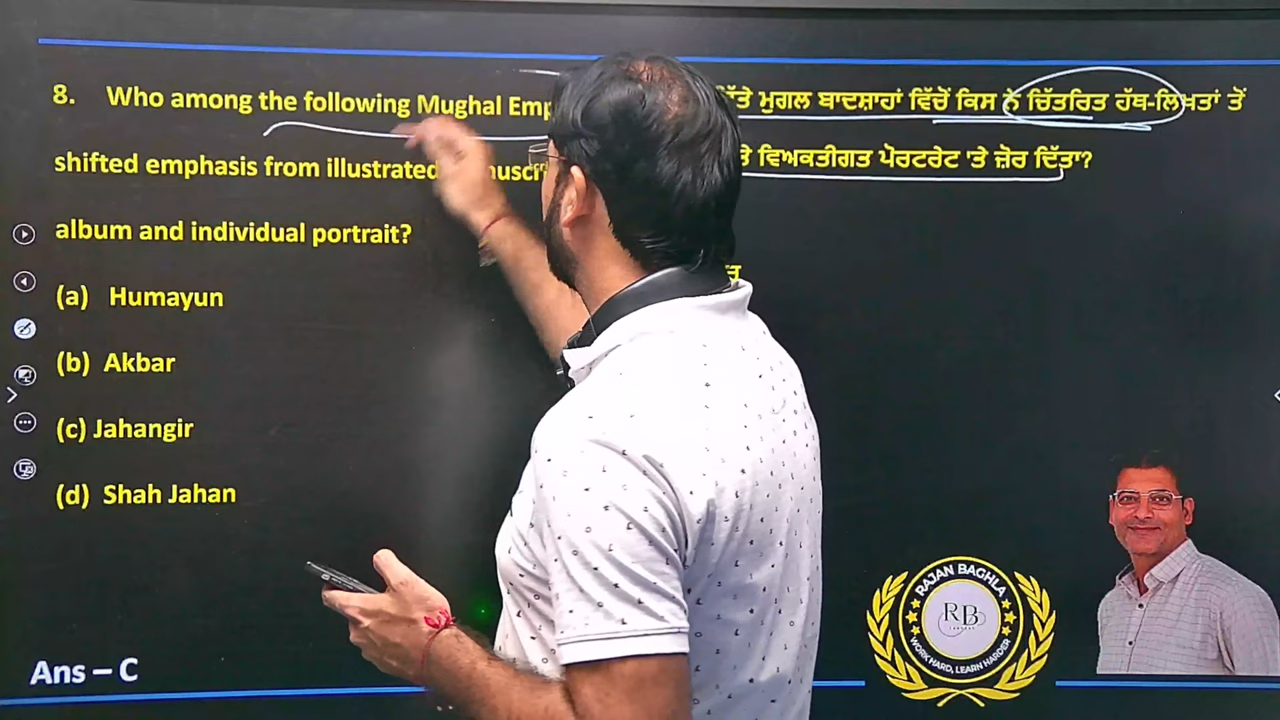 8. Who among the following Mughal Emp
ਮੁਗਲ ਬਾਦਸ਼ਾਹਾਂ ਵਿੱਚੋਂ ਕਿਸ ਨੇ ਚਿੱਤਰਿਤ ਹੱਥ-ਲਿਖਤਾਂ ਤੋਂ
shifted emphasis from illustrated
ਵਿਅਕਤੀਗਤ ਪੋਰਟਰੇਟ 'ਤੇ ਜ਼ੋਰ ਦਿੱਤਾ?
album and individual portrait?
(a) Humayun
(b) Akbar
(c) Jahangir
(d) Shah Jahan
Ans – C
RAJAN BAGHLA
RB
WORK HARD, LEARN HARDER